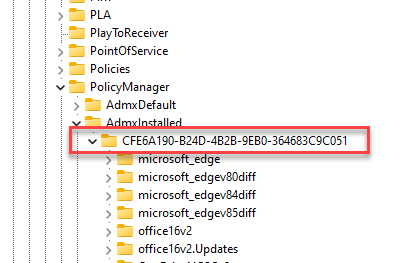 PLA
PlayToReceiver
PointOfService
Policies
PolicyManager
AdmxDefault
AdmxInstalled
CFE6A190-B24D-4B2B-9EB0-364683C9C051
microsoft_edge
microsoft_edgev80diff
microsoft_edgev84diff
microsoft_edgev85diff
office16v2
office16v2.Updates